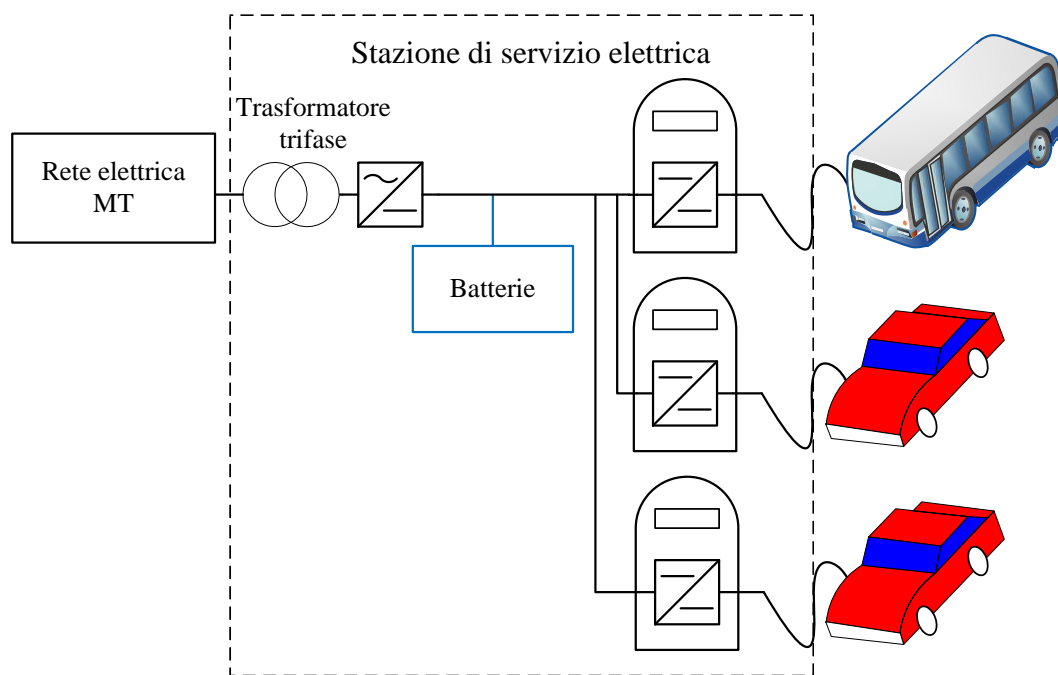 Stazione di servizio elettrica
Trasformatore
trifase
Rete elettrica
MT
Batterie